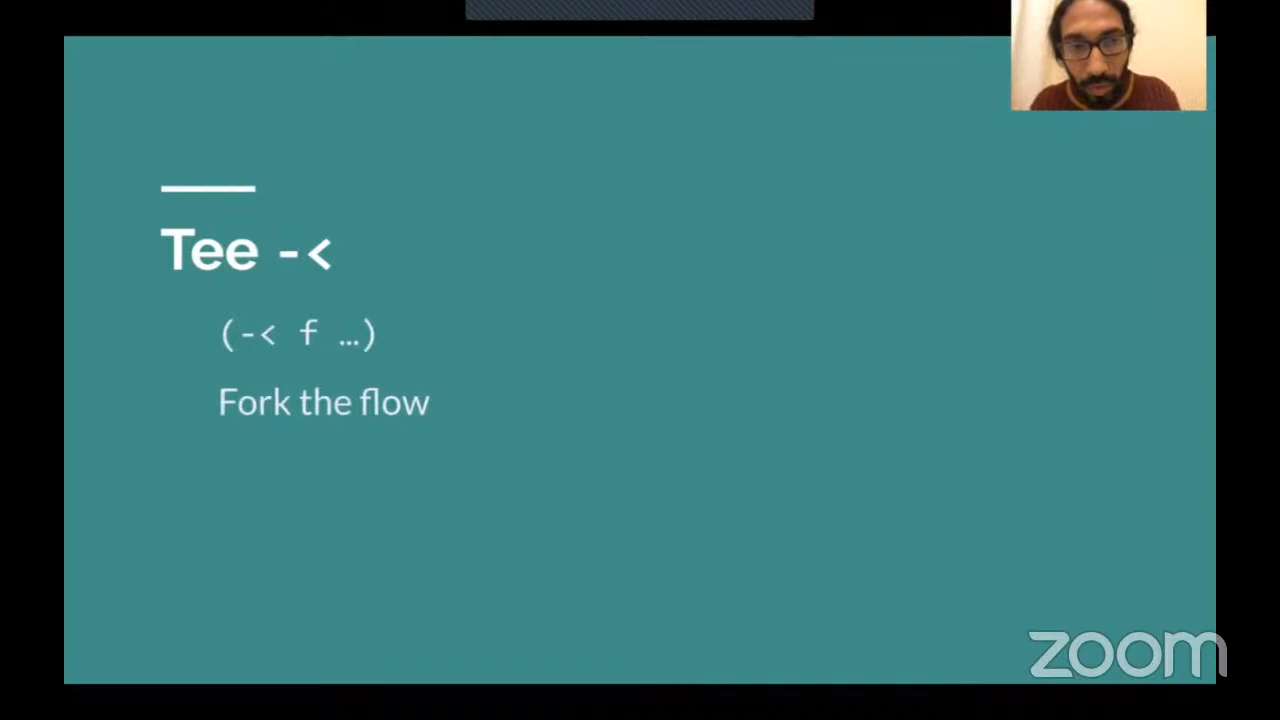 Tee -<
(-< f …)
Fork the flow
zoom